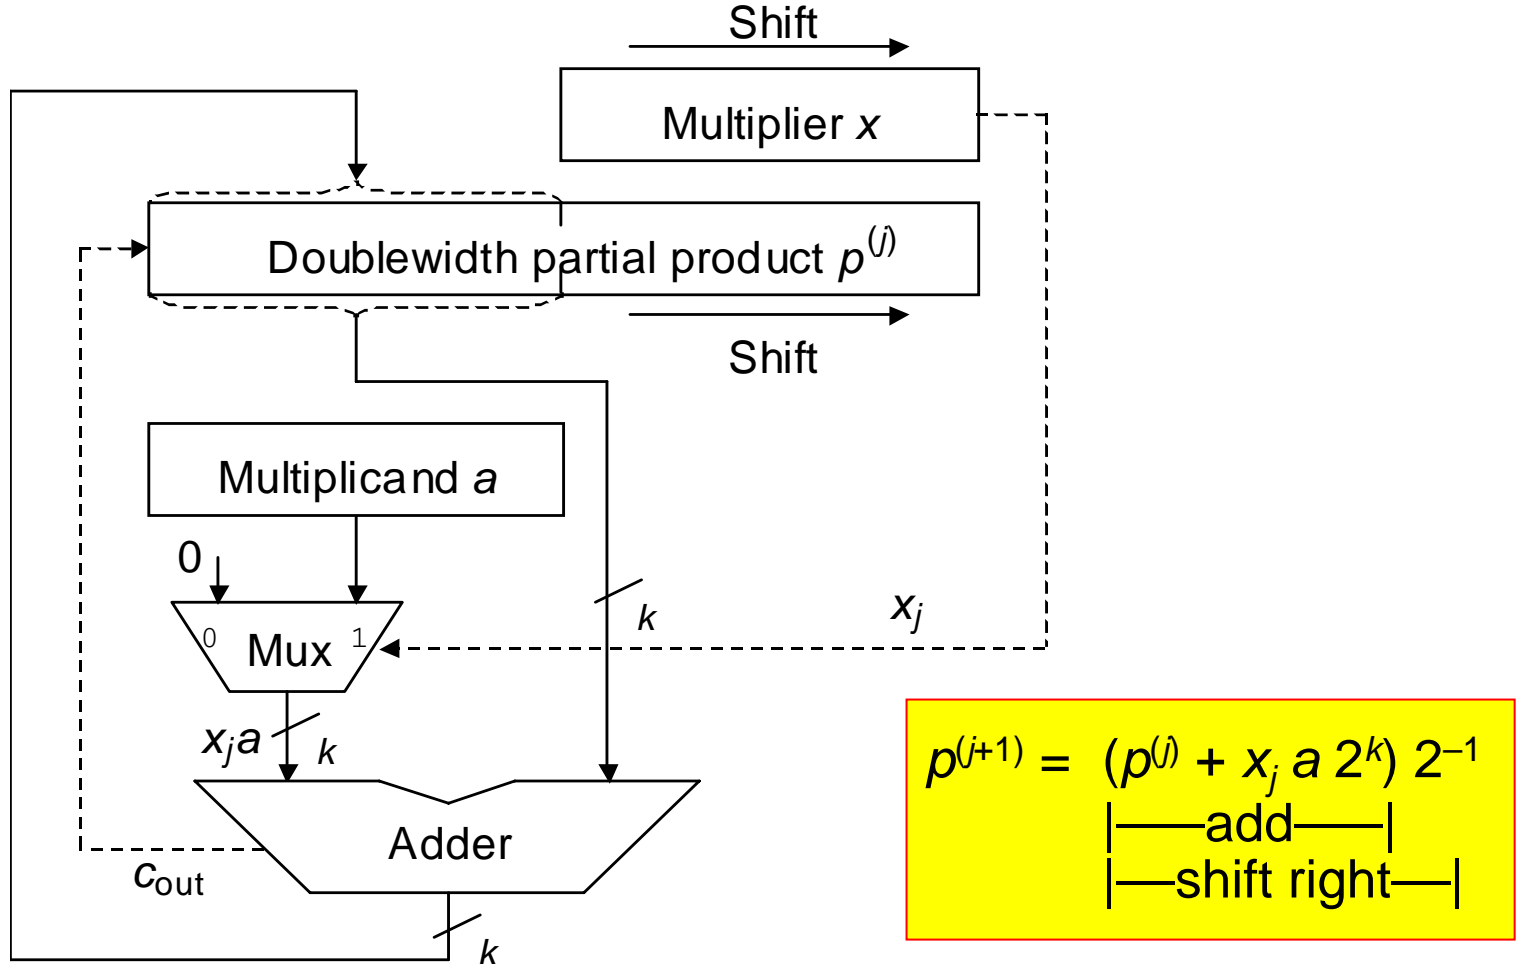 Shift
Multiplier x
Doublewidth partial product p(j)
Shift
Multiplicand a
0
0 Mux 1
k
xj
xja
k
Adder
cout
k
p(j+1) = (p(j) + xj a 2k) 2–1
|——add——|
|—shift right—|